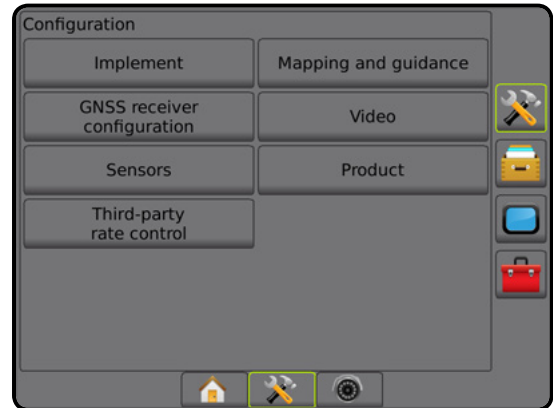 Configuration
Implement
Mapping and guidance
GNSS receiver
configuration
Video
Sensors
Product
Third-party
rate control